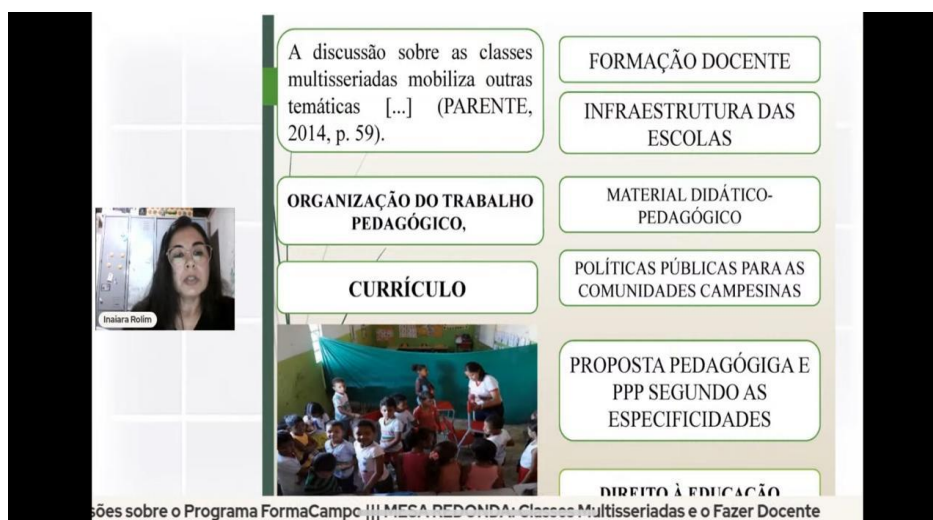 A discussão sobre as classes
multisseriadas mobiliza outras
temáticas [...] (PARENTE,
2014, p. 59).
ORGANIZAÇÃO DO TRABALHO
PEDAGÓGICO,
CURRÍCULO
FORMAÇÃO DOCENTE
INFRAESTRUTURA DAS
ESCOLAS
MATERIAL DIDÁTICO-
PEDAGÓGICO
POLÍTICAS PÚBLICAS PARA AS
COMUNIDADES CAMPESINAS
PROPOSTA PEDAGÓGIGA E
PPP SEGUNDO AS
ESPECIFICIDADES
DIREITO À EDUCAÇÃO
Inaiara Rolim
sões sobre o Programa FormaCampo ||| MESA REDONDA: Classes Multisseriadas e o Fazer Docente